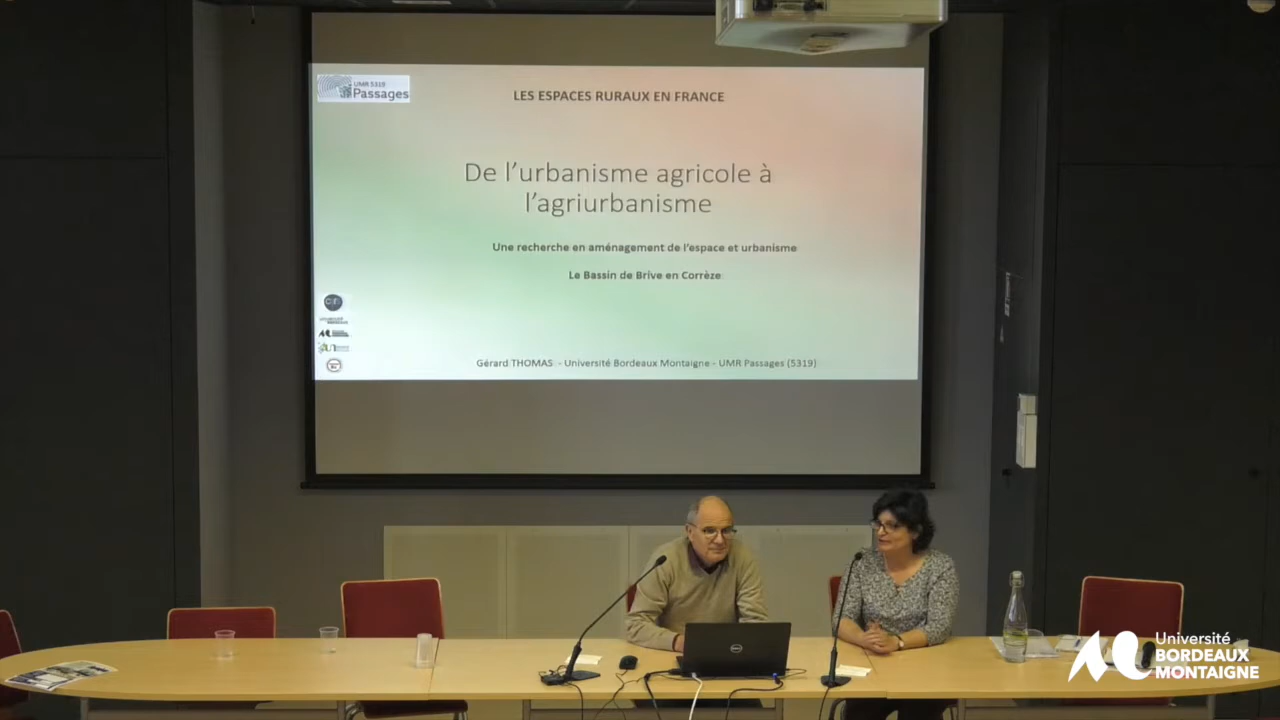 UMR 5319
Passages
LES ESPACES RURAUX EN FRANCE
De l'urbanisme agricole à
l'agriurbanisme
Une recherche en aménagement de l'espace et urbanisme
Le Bassin de Brive en Corrèze
Gérard THOMAS - Université Bordeaux Montaigne - UMR Passages (5319)
DELL
Université
BORDEAUX
MONTAIGNE